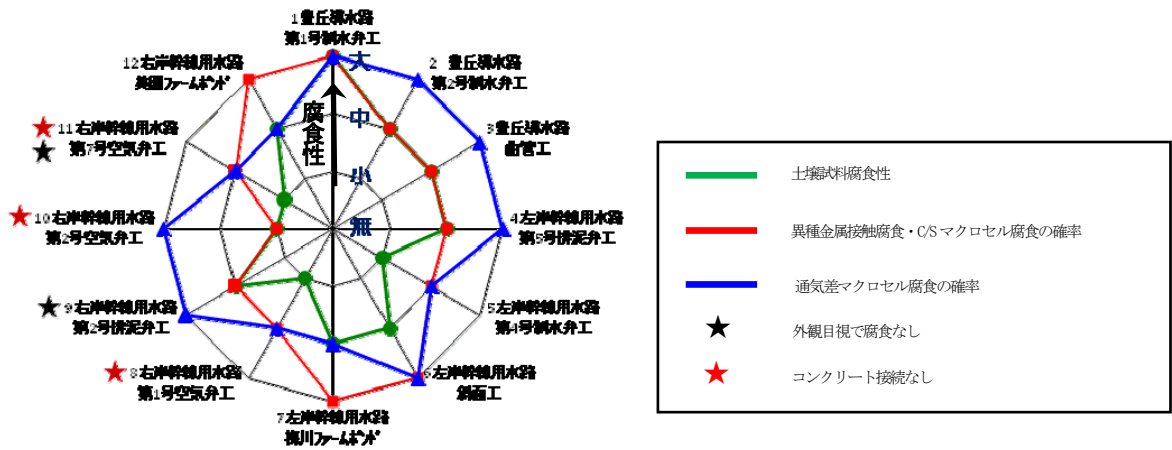 1豊丘導水路
第1号制水弁工
2 豊丘導水路
第2号制水弁工
3豊丘導水路
曲管工
4左岸幹線用水路
第5号排泥弁工
5左岸幹線用水路
第4号制水弁工
6左岸幹線用水路
斜面工
7左岸幹線用水路
川ファームポンド
8右岸幹線用水路
第1号空気弁工
9右岸幹線用水路
第2号排泥弁工
10右岸幹線用水路
第2号空気弁工
11右岸幹線用水路
第7号空気弁工
12右岸幹線用水路
美園ファームポンド
腐食性
大
中
小
無
土壌試料腐食性
異種金属接触腐食・C/Sマクロセル腐食の確率
通気差マクロセル腐食の確率
外観目視で腐食なし
コンクリート接続なし